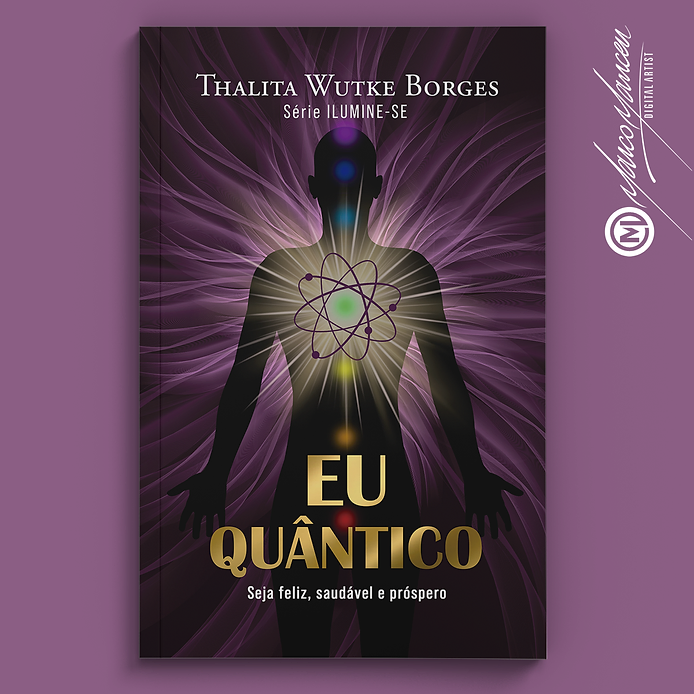 THALITA WUTKE BORGES
Série ILUMINE-SE
EU
QUÂNTICO
Seja feliz, saudável e próspero
DIGITAL ARTIST